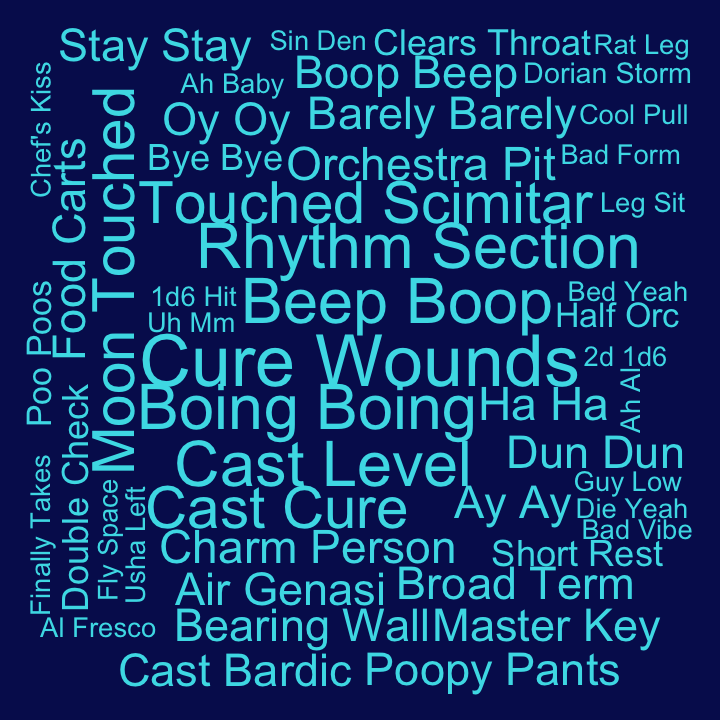 Stay Stay
Sin Den
Clears Throat
Rat Leg
Ah Baby
Boop Beep
Dorian Storm
Chef's Kiss
Moon Touched
Oy Oy
Barely Barely
Cool Pull
Food Carts
Bye Bye
Orchestra Pit
Bad Form
Touched Scimitar
Leg Sit
Rhythm Section
Poo Poos
1d6 Hit
Beep Boop
Bed Yeah
Uh Mm
Half Orc
Cure Wounds
2d 1d6
Ah Al
Boing Boing
Ha Ha
Double Check
Cast Level
Dun Dun
Finally Takes
Fly Space
Usha Left
Guy Low
Cast Cure
Ay Ay
Die Yeah
Bad Vibe
Charm Person
Short Rest
Air Genasi
Broad Term
Al Fresco
Bearing Wall
Master Key
Cast Bardic
Poopy Pants